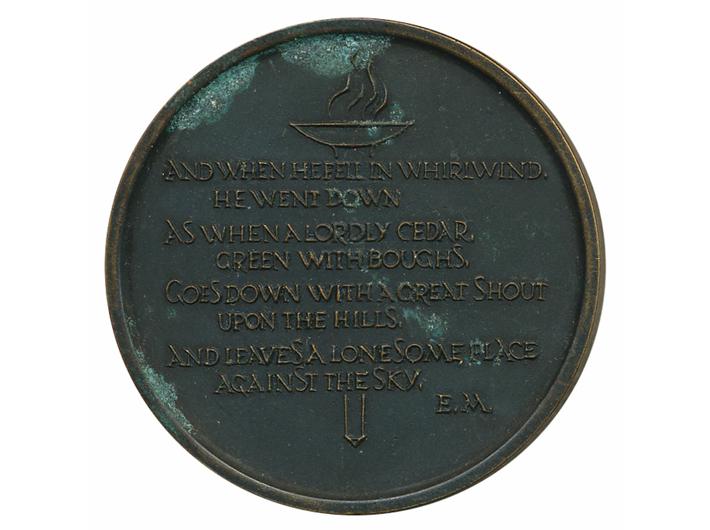 AND WHEN HE FELL IN WHIRLWIND,
HE WENT DOWN
AS WHEN A LORDLY CEDAR,
GREEN WITH BOUGHS,
GOES DOWN WITH A GREAT SHOUT
UPON THE HILLS,
AND LEAVES A LONESOME PLACE
AGAINST THE SKY.
E.M.